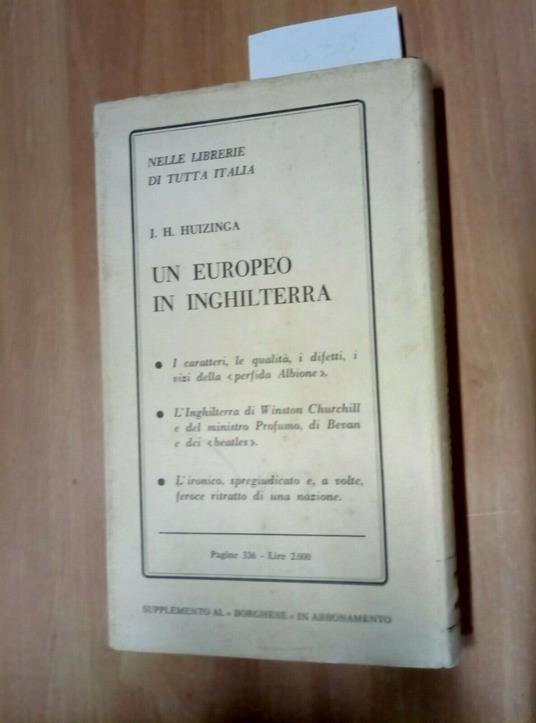 NELLE LIBRERIE
DI TUTTA ITALIA
J. H. HUIZINGA
UN EUROPEO
IN INGHILTERRA
• I caratteri, le qualità, i difetti, i
vizi della «perfida Albione».
• L'Inghilterra di Winston Churchill
e del ministro Profumo, di Bevan
e dei «beatles».
• L'ironico, spregiudicato e, a volte,
feroce ritratto di una nazione.
Pagine 336 - Lire 2.000
SUPPLEMENTO AL « BORGHESE » IN ABBONAMENTO